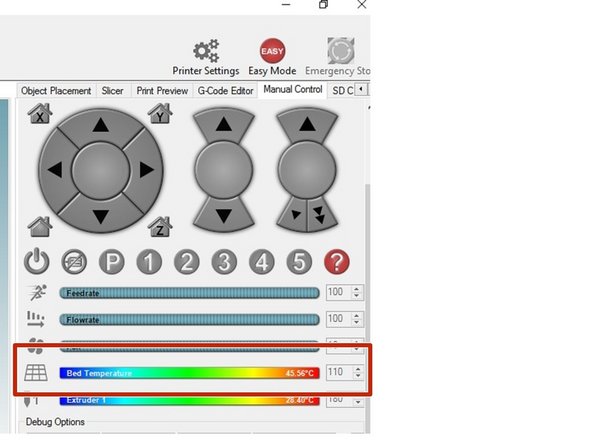 Printer Settings Easy Mode Emergency Sto
EASY
Object Placement Slicer Print Preview G-Code Editor Manual Control SD C
X Y
Z
P 1 2 3 4 5 ?
Feedrate 100
Flowrate 100
Bed Temperature 45.56°C 110
Extruder 1 28.40°C 180
Debug Options